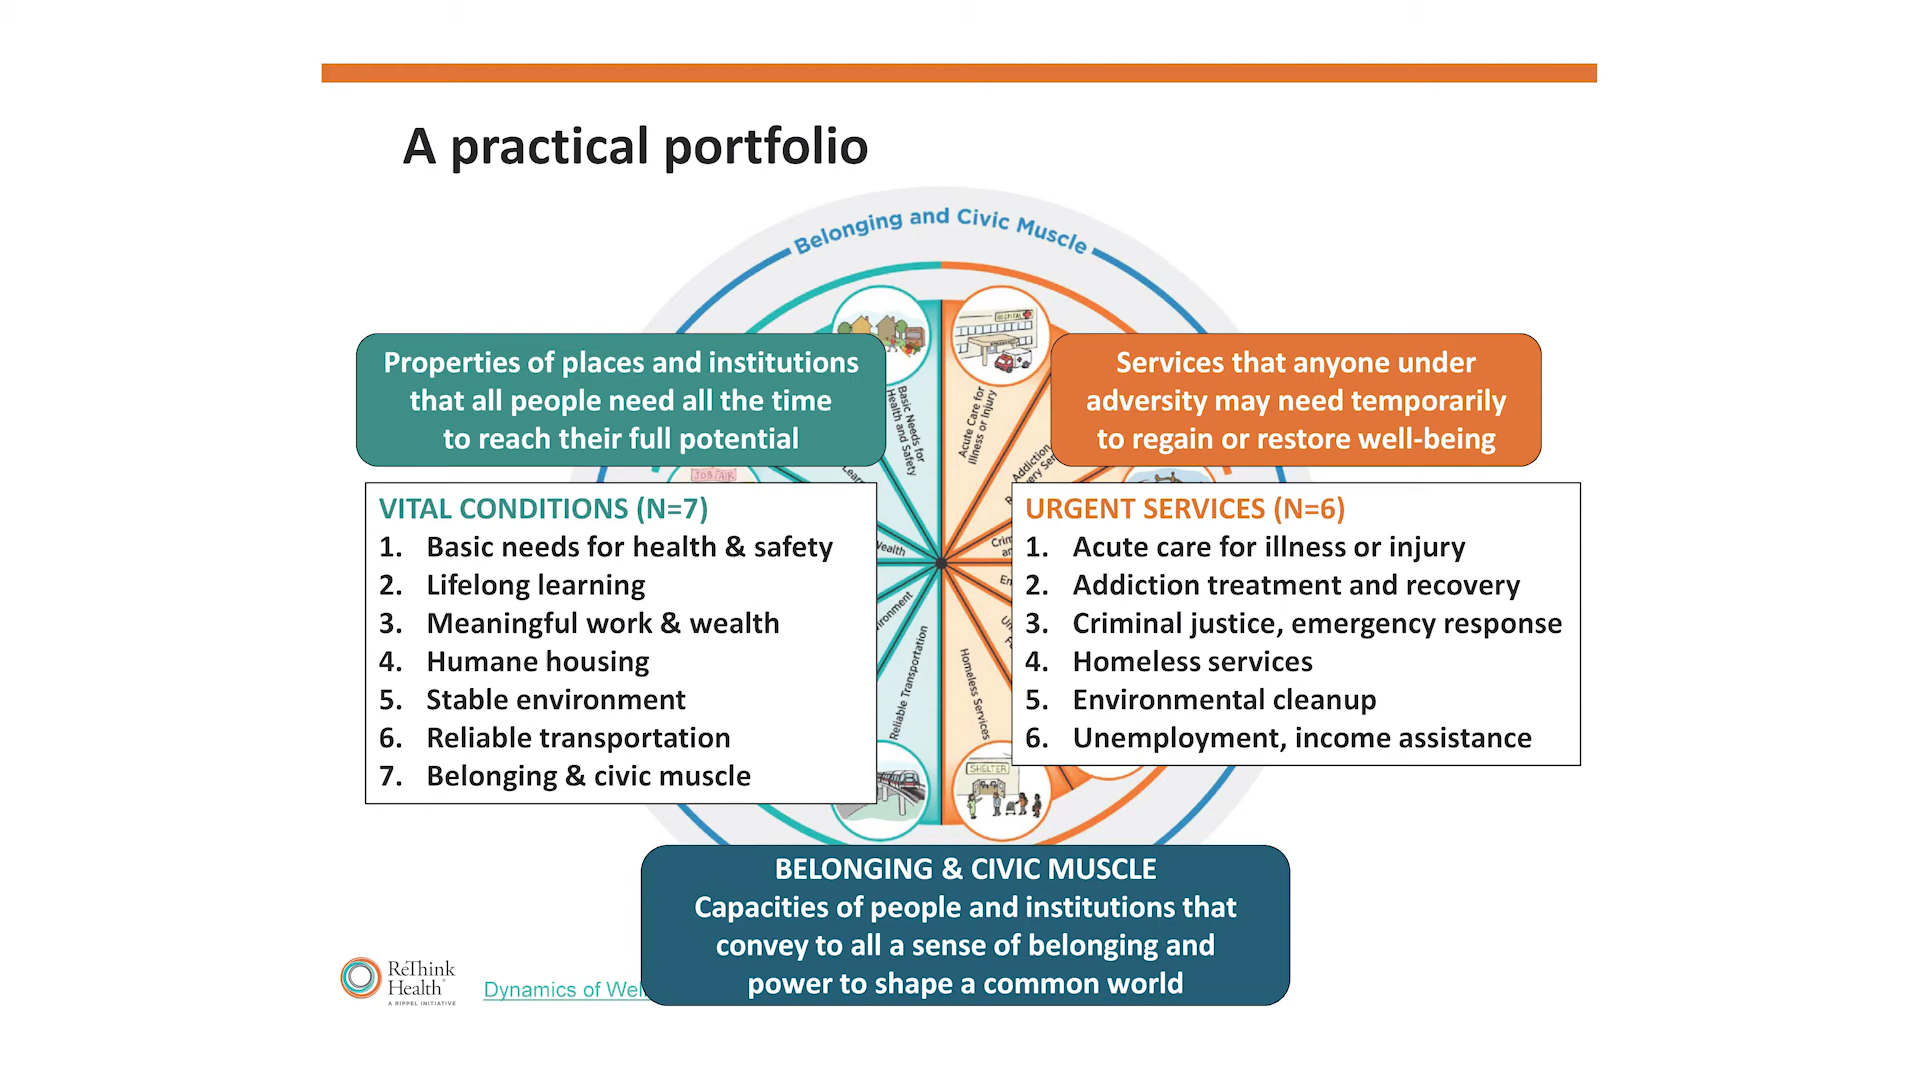 A practical portfolio
Belonging and Civic Muscle
HOSPITAL
Properties of places and institutions
that all people need all the time
to reach their full potential
Services that anyone under
adversity may need temporarily
to regain or restore well-being
Basic Needs for
Health and Safety
Acute Care for
Illness or Injury
Addiction
JOB FAIR
VITAL CONDITIONS (N=7)
1. Basic needs for health & safety
2. Lifelong learning
3. Meaningful work & wealth
4. Humane housing
5. Stable environment
6. Reliable transportation
7. Belonging & civic muscle
Reliable Transportation
Homeless Services
URGENT SERVICES (N=6)
1. Acute care for illness or injury
2. Addiction treatment and recovery
3. Criminal justice, emergency response
4. Homeless services
5. Environmental cleanup
6. Unemployment, income assistance
SHELTER
BELONGING & CIVIC MUSCLE
Capacities of people and institutions that
convey to all a sense of belonging and
power to shape a common world
ReThink
Health
A RIPPEL INITIATIVE
Dynamics of Wel